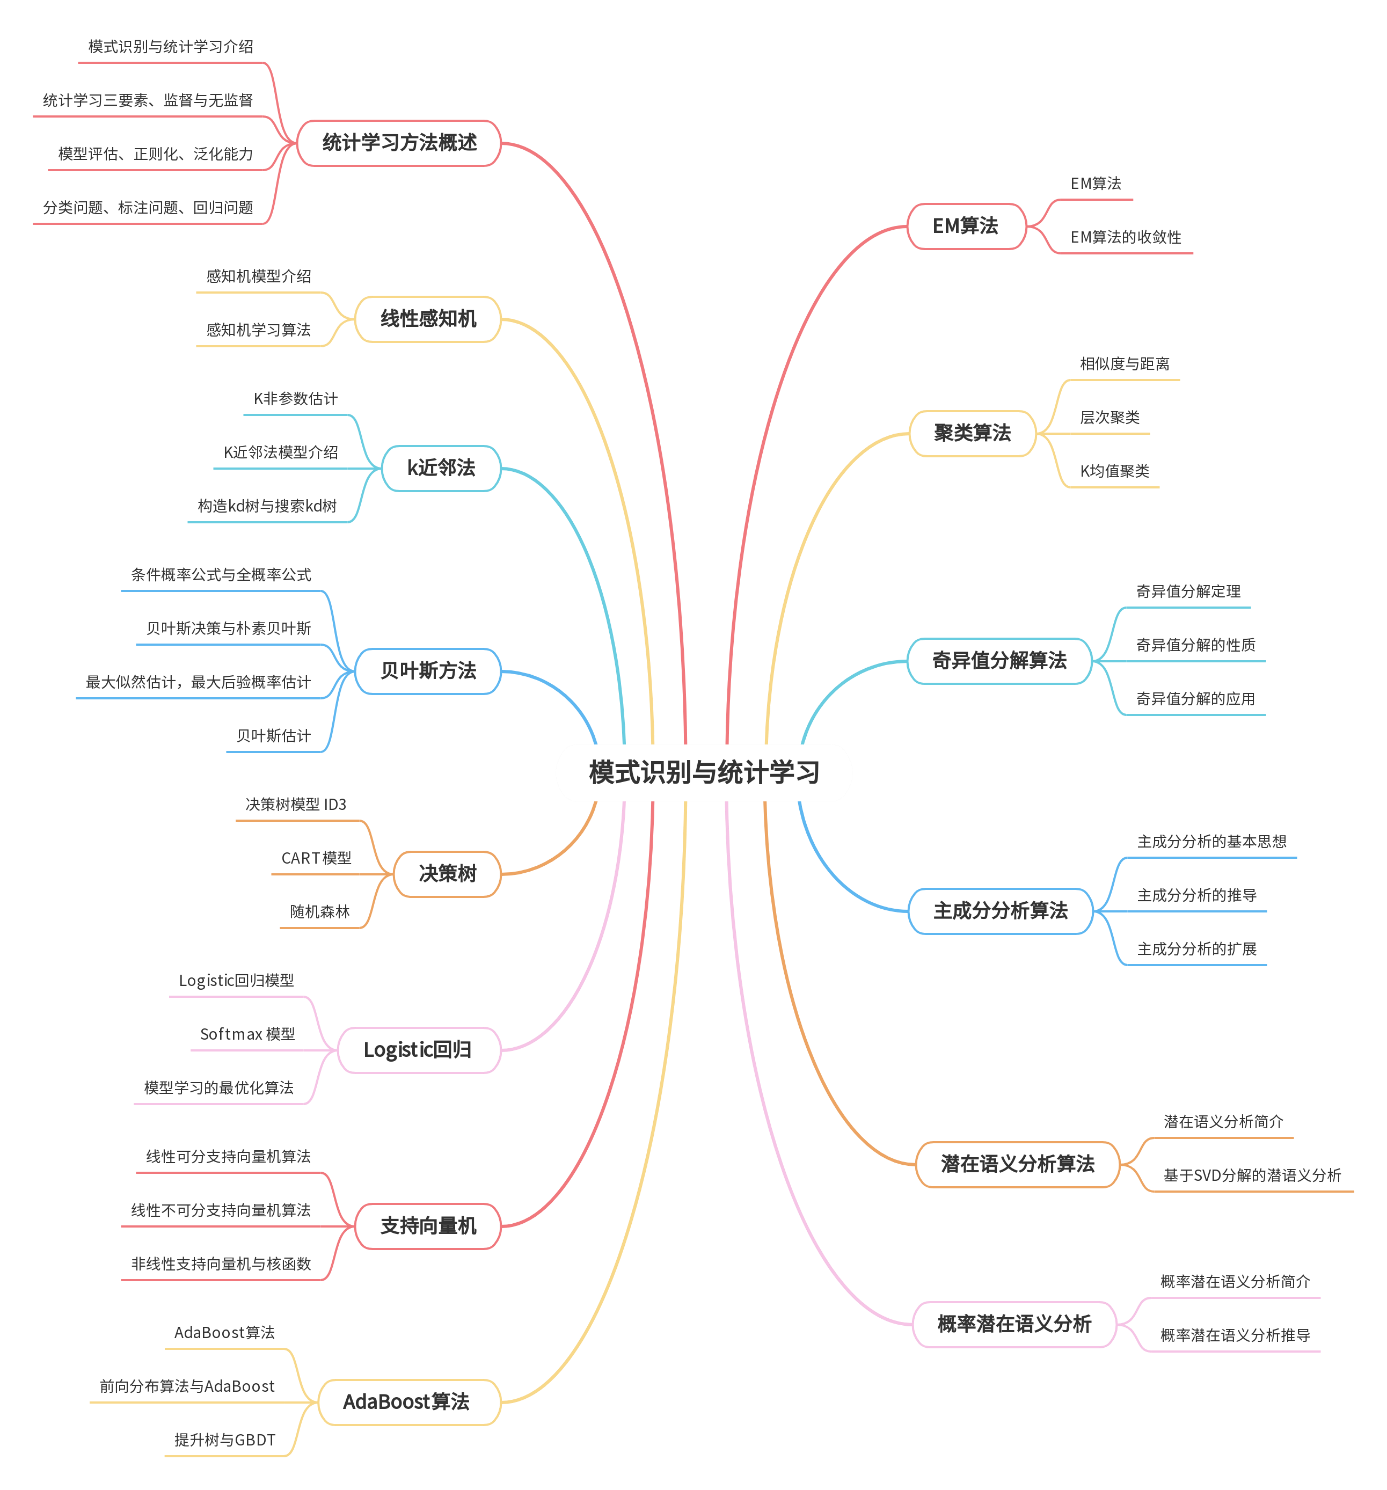 模式识别与统计学习
统计学习方法概述
模式识别与统计学习介绍
统计学习三要素、监督与无监督
模型评估、正则化、泛化能力
分类问题、标注问题、回归问题
线性感知机
感知机模型介绍
感知机学习算法
k近邻法
K非参数估计
K近邻法模型介绍
构造kd树与搜索kd树
贝叶斯方法
条件概率公式与全概率公式
贝叶斯决策与朴素贝叶斯
最大似然估计，最大后验概率估计
贝叶斯估计
决策树
决策树模型 ID3
CART模型
随机森林
Logistic回归
Logistic回归模型
Softmax 模型
模型学习的最优化算法
支持向量机
线性可分支持向量机算法
线性不可分支持向量机算法
非线性支持向量机与核函数
AdaBoost算法
AdaBoost算法
前向分布算法与AdaBoost
提升树与GBDT
EM算法
EM算法
EM算法的收敛性
聚类算法
相似度与距离
层次聚类
K均值聚类
奇异值分解算法
奇异值分解定理
奇异值分解的性质
奇异值分解的应用
主成分分析算法
主成分分析的基本思想
主成分分析的推导
主成分分析的扩展
潜在语义分析算法
潜在语义分析简介
基于SVD分解的潜语义分析
概率潜在语义分析
概率潜在语义分析简介
概率潜在语义分析推导